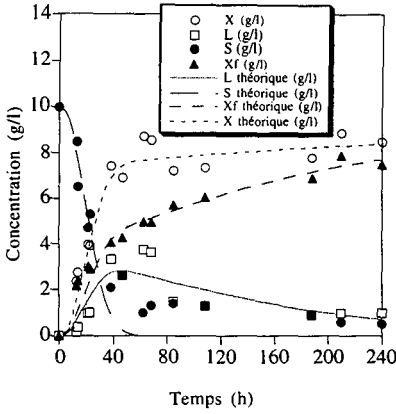 14
12
10
8
6
4
2
0
Concentration (g/l)
X (g/l)
L (g/l)
S (g/l)
Xf (g/l)
L théorique (g/l)
S théorique (g/l)
Xf théorique (g/l)
X théorique (g/l)
0 40 80 120 160 200 240
Temps (h)